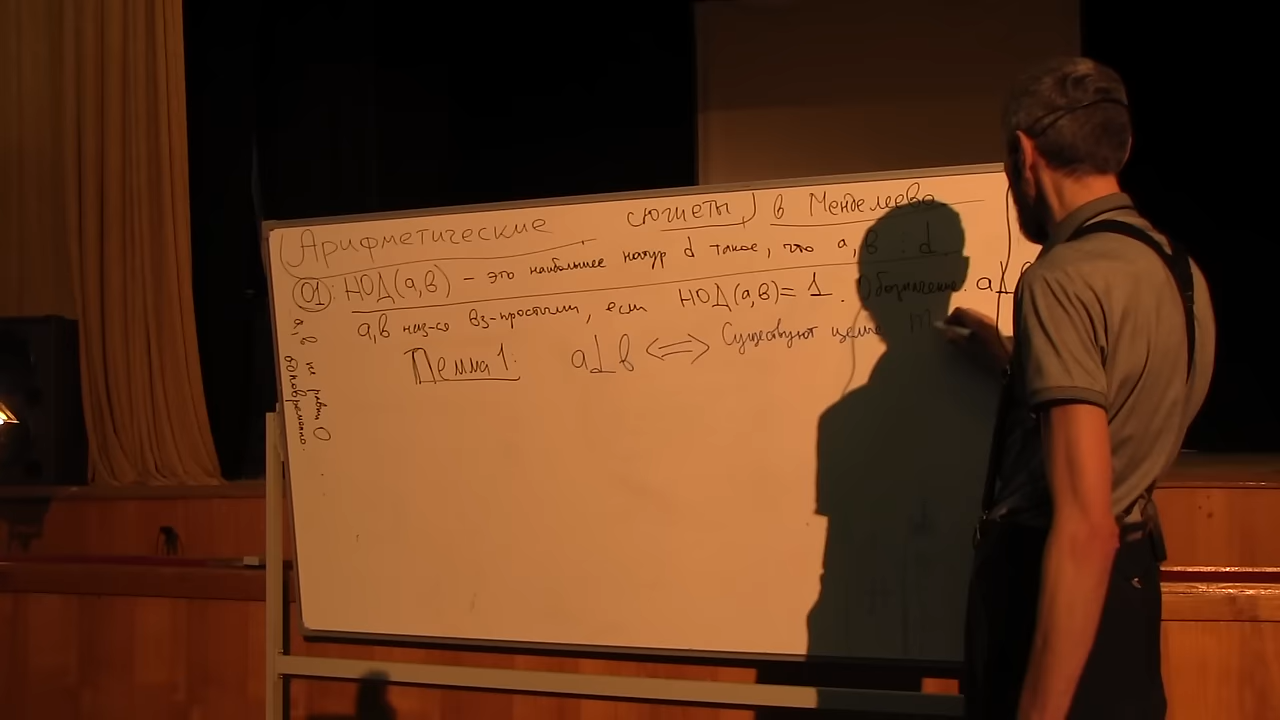 Арифметические сюжеты в Менделеево
01: НОД(а,в) – это наибольшее натур d такое, что а, в ⋮ d
а,в наз-ся вз-простыми, если НОД(а,в)=1. Обозначение: а⊥в
Лемма 1: а⊥в ⟺ Существуют целые m
а, в не равны 0
одновременно.